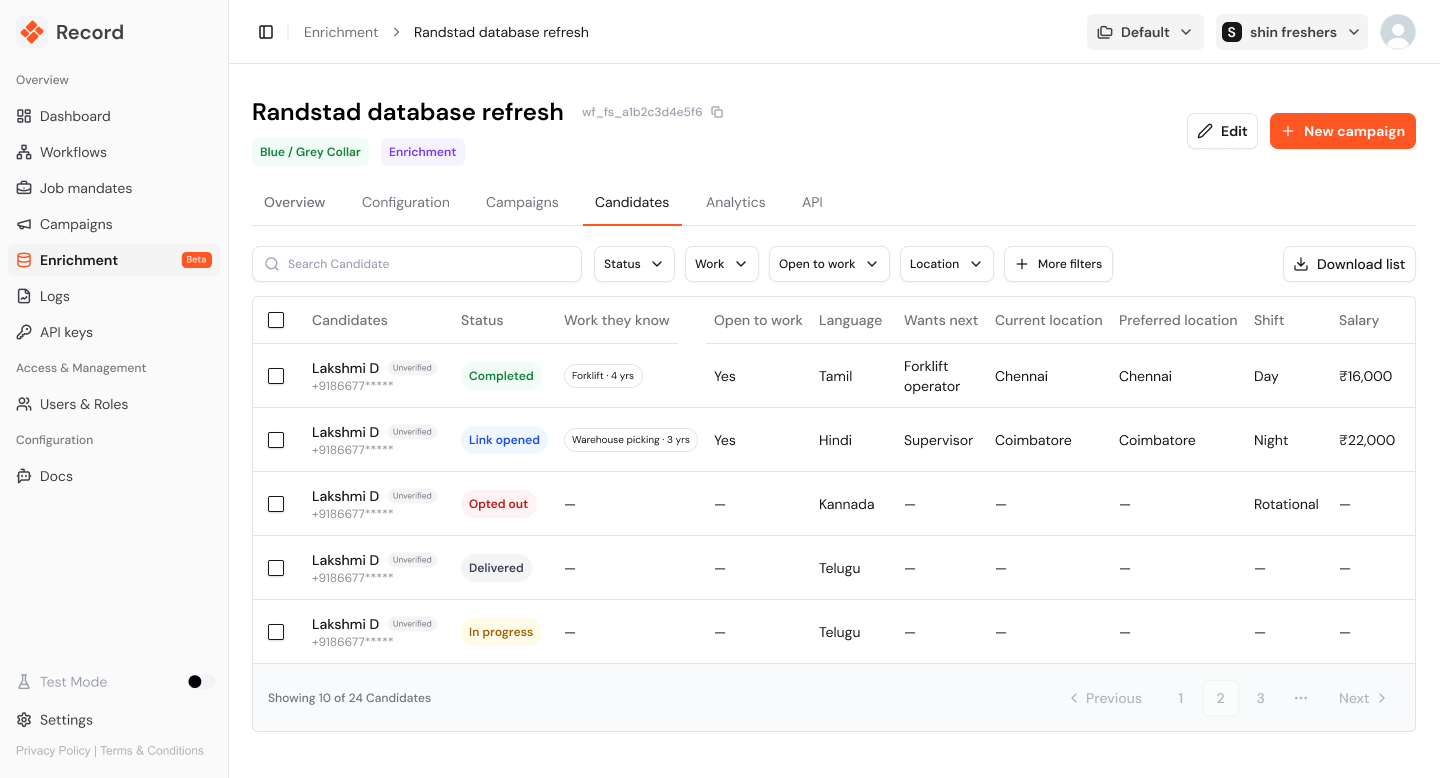 Record
Overview
Dashboard
Workflows
Job mandates
Campaigns
Enrichment Beta
Logs
API keys
Access & Management
Users & Roles
Configuration
Docs
Test Mode
Settings
Privacy Policy | Terms & Conditions
Enrichment > Randstad database refresh
Default
S shin freshers
Randstad database refresh wf_fs_a1b2c3d4e5f6
Blue / Grey Collar Enrichment
Edit
New campaign
Overview Configuration Campaigns Candidates Analytics API
Search Candidate Status Work Open to work Location More filters Download list
Candidates Status Work they know Open to work Language Wants next Current location Preferred location Shift Salary
Lakshmi D Unverified
+9186677*****
Completed Forklift · 4 yrs Yes Tamil
Forklift
operator
Chennai Chennai Day ₹16,000
Lakshmi D Unverified
+9186677*****
Link opened Warehouse picking · 3 yrs Yes Hindi Supervisor Coimbatore Coimbatore Night ₹22,000
Lakshmi D Unverified
+9186677*****
Opted out — — Kannada — — — Rotational —
Lakshmi D Unverified
+9186677*****
Delivered — — Telugu — — — — —
Lakshmi D Unverified
+9186677*****
In progress — — Telugu — — — — —
Showing 10 of 24 Candidates
Previous 1 2 3 ··· Next